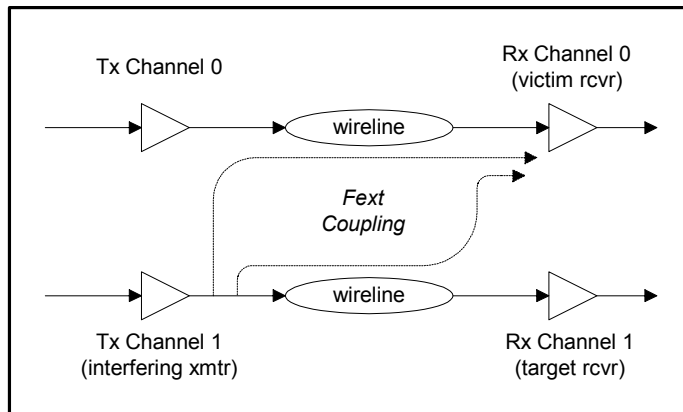 Tx Channel 0
Rx Channel 0
(victim rcvr)
wireline
Fext
Coupling
wireline
Tx Channel 1
(interfering xmtr)
Rx Channel 1
(target rcvr)